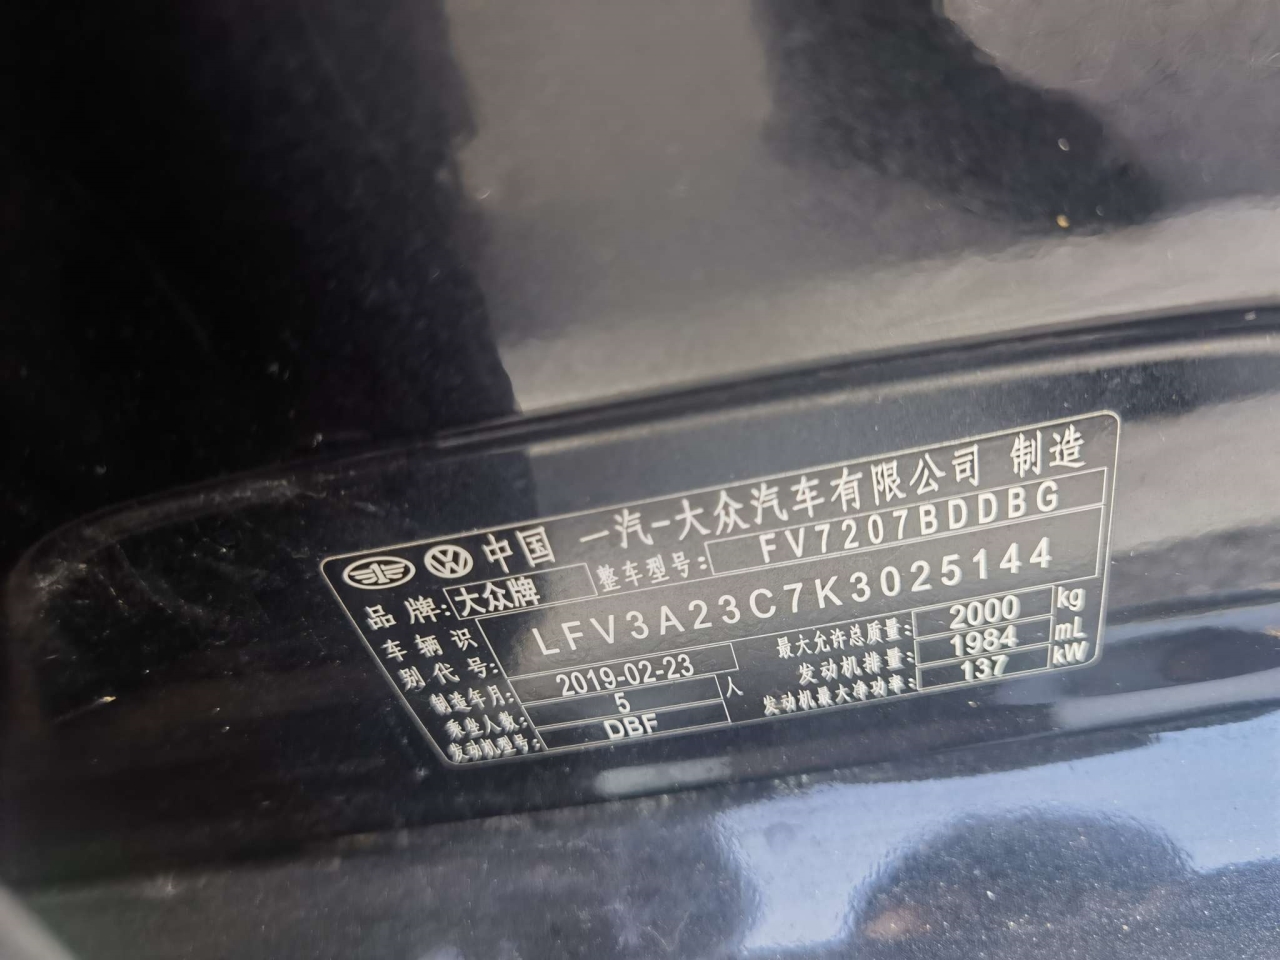 中国 一汽-大众汽车有限公司 制造
品牌: 大众牌 整车型号: FV7207BDDBG
车辆识别代号: LFV3A23C7K3025144
制造年月: 2019-02-23 最大允许总质量: 2000 kg
乘坐人数: 5 人 发动机排量: 1984 mL
发动机型号: DBF 发动机最大净功率: 137 kW